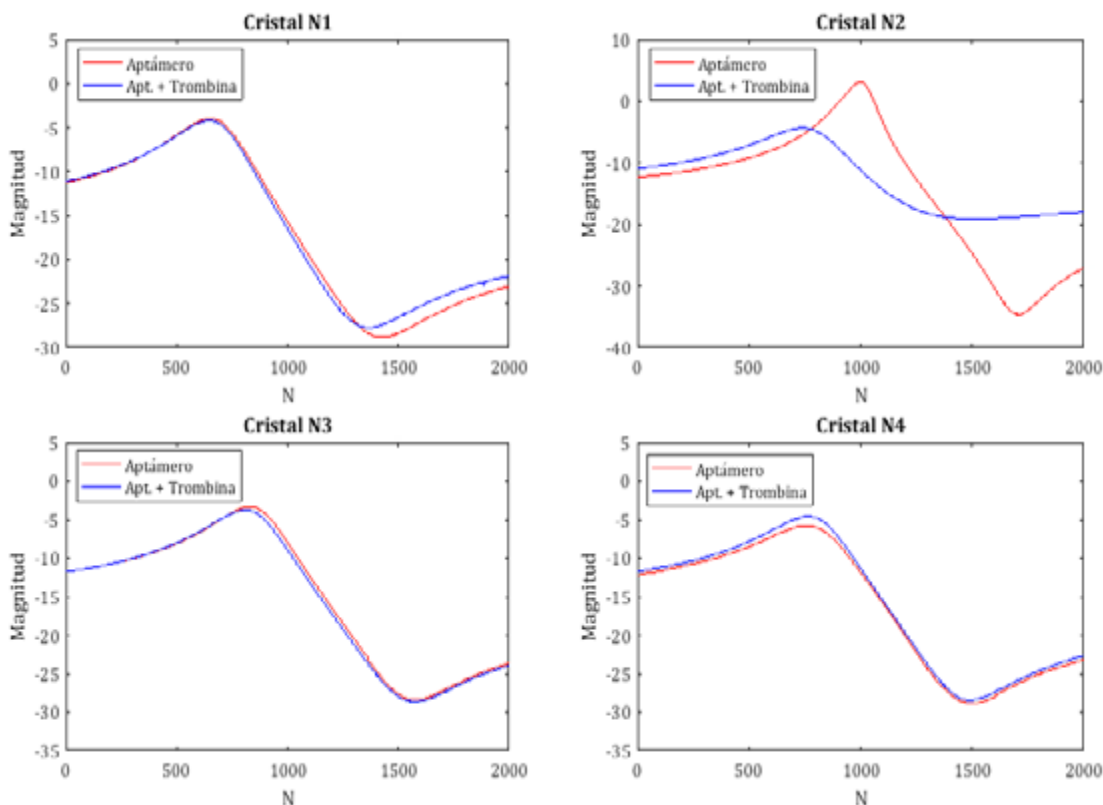 Cristal N1
5
0
-5
-10
-15
-20
-25
-30
Magnitud
Aptámero
Apt. + Trombina
0 500 1000 1500 2000
N
Cristal N2
10
0
-10
-20
-30
-40
Magnitud
Aptámero
Apt. + Trombina
0 500 1000 1500 2000
N
Cristal N3
5
0
-5
-10
-15
-20
-25
-30
-35
Magnitud
Aptámero
Apt. + Trombina
0 500 1000 1500 2000
N
Cristal N4
5
0
-5
-10
-15
-20
-25
-30
-35
Magnitud
Aptámero
Apt. + Trombina
0 500 1000 1500 2000
N